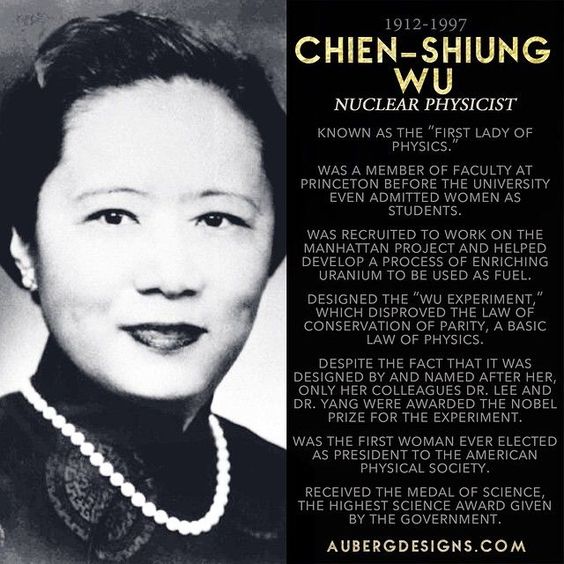 1912-1997
CHIEN-SHIUNG
WU
NUCLEAR PHYSICIST
KNOWN AS THE “FIRST LADY OF
PHYSICS.”
WAS A MEMBER OF FACULTY AT
PRINCETON BEFORE THE UNIVERSITY
EVEN ADMITTED WOMEN AS
STUDENTS.
WAS RECRUITED TO WORK ON THE
MANHATTAN PROJECT AND HELPED
DEVELOP A PROCESS OF ENRICHING
URANIUM TO BE USED AS FUEL.
DESIGNED THE “WU EXPERIMENT,”
WHICH DISPROVED THE LAW OF
CONSERVATION OF PARITY, A BASIC
LAW OF PHYSICS.
DESPITE THE FACT THAT IT WAS
DESIGNED BY AND NAMED AFTER HER,
ONLY HER COLLEAGUES DR. LEE AND
DR. YANG WERE AWARDED THE NOBEL
PRIZE FOR THE EXPERIMENT.
WAS THE FIRST WOMAN EVER ELECTED
AS PRESIDENT TO THE AMERICAN
PHYSICAL SOCIETY.
RECEIVED THE MEDAL OF SCIENCE,
THE HIGHEST SCIENCE AWARD GIVEN
BY THE GOVERNMENT.
AUBERGDESIGNS.COM